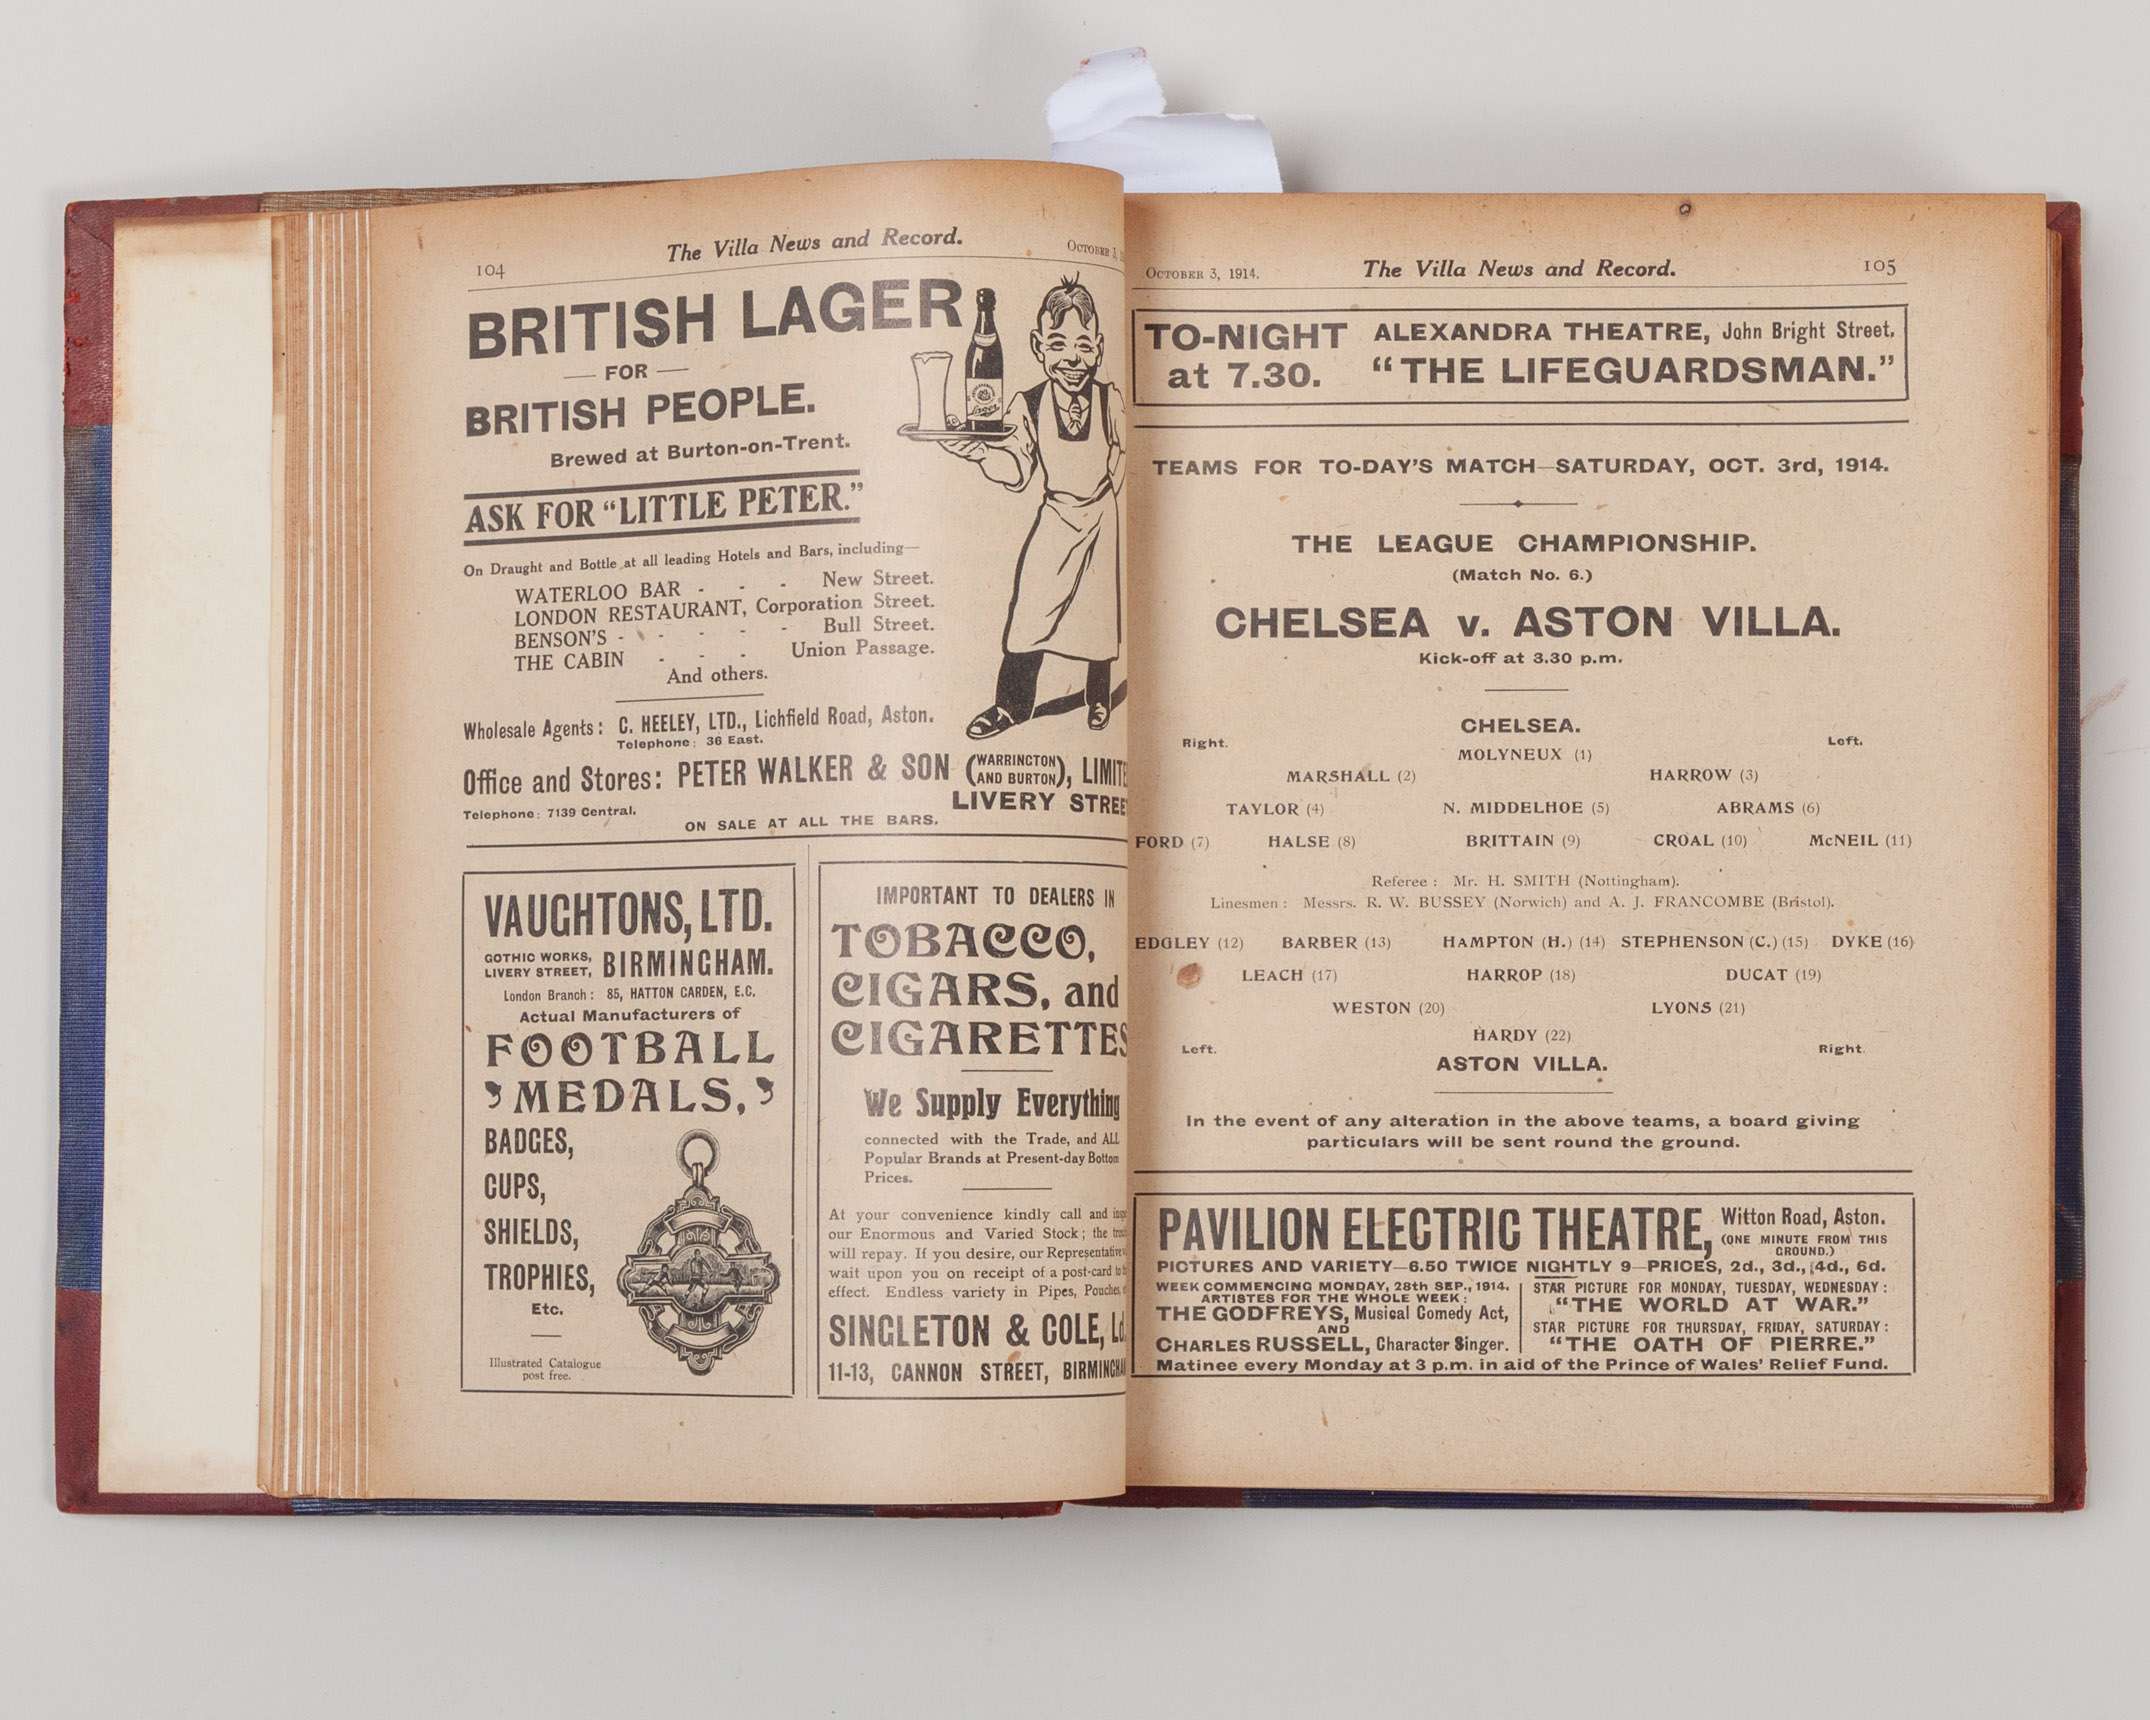 104
The Villa News and Record.
OCTOBER 3,
BRITISH LAGER
— FOR —
BRITISH PEOPLE.
Brewed at Burton-on-Trent.
ASK FOR “LITTLE PETER.”
On Draught and Bottle at all leading Hotels and Bars, including—
WATERLOO BAR - - - New Street.
LONDON RESTAURANT, Corporation Street.
BENSON'S - - - - - Bull Street.
THE CABIN - - - Union Passage.
And others.
Wholesale Agents: C. HEELEY, LTD., Lichfield Road, Aston.
Telephone: 36 East.
Office and Stores: PETER WALKER & SON (WARRINGTON AND BURTON), LIMITE
LIVERY STREE
Telephone: 7139 Central.
ON SALE AT ALL THE BARS.
Lager
VAUGHTONS, LTD.
GOTHIC WORKS,
LIVERY STREET, BIRMINGHAM.
London Branch: 85, HATTON GARDEN, E.C.
Actual Manufacturers of
FOOTBALL
MEDALS,
BADGES,
CUPS,
SHIELDS,
TROPHIES,
Etc.
Illustrated Catalogue
post free.
IMPORTANT TO DEALERS IN
TOBACCO,
CIGARS, and
CIGARETTES
We Supply Everything
connected with the Trade, and ALL
Popular Brands at Present-day Bottom
Prices.
At your convenience kindly call and
our Enormous and Varied Stock; the
will repay. If you desire, our Representative
wait upon you on receipt of a post-card
effect. Endless variety in Pipes, Pouches,
SINGLETON & COLE, Ld.
11-13, CANNON STREET, BIRMINGHA
OCTOBER 3, 1914.
The Villa News and Record.
105
TO-NIGHT at 7.30.
ALEXANDRA THEATRE, John Bright Street.
“THE LIFEGUARDSMAN.”
TEAMS FOR TO-DAY'S MATCH—SATURDAY, OCT. 3rd, 1914.
THE LEAGUE CHAMPIONSHIP.
(Match No. 6.)
CHELSEA v. ASTON VILLA.
Kick-off at 3.30 p.m.
CHELSEA.
Right. Left.
MOLYNEUX (1)
MARSHALL (2) HARROW (3)
TAYLOR (4) N. MIDDELHOE (5) ABRAMS (6)
FORD (7) HALSE (8) BRITTAIN (9) CROAL (10) McNEIL (11)
Referee: Mr. H. SMITH (Nottingham).
Linesmen: Messrs. R. W. BUSSEY (Norwich) and A. J. FRANCOMBE (Bristol).
EDGLEY (12) BARBER (13) HAMPTON (H.) (14) STEPHENSON (C.) (15) DYKE (16)
LEACH (17) HARROP (18) DUCAT (19)
WESTON (20) LYONS (21)
HARDY (22)
Left. Right.
ASTON VILLA.
In the event of any alteration in the above teams, a board giving
particulars will be sent round the ground.
PAVILION ELECTRIC THEATRE, Witton Road, Aston.
(ONE MINUTE FROM THIS GROUND.)
PICTURES AND VARIETY—6.50 TWICE NIGHTLY 9—PRICES, 2d., 3d., 4d., 6d.
WEEK COMMENCING MONDAY, 28th SEP., 1914.
ARTISTES FOR THE WHOLE WEEK:
THE GODFREYS, Musical Comedy Act,
AND
CHARLES RUSSELL, Character Singer.
STAR PICTURE FOR MONDAY, TUESDAY, WEDNESDAY:
“THE WORLD AT WAR.”
STAR PICTURE FOR THURSDAY, FRIDAY, SATURDAY:
“THE OATH OF PIERRE.”
Matinee every Monday at 3 p.m. in aid of the Prince of Wales' Relief Fund.